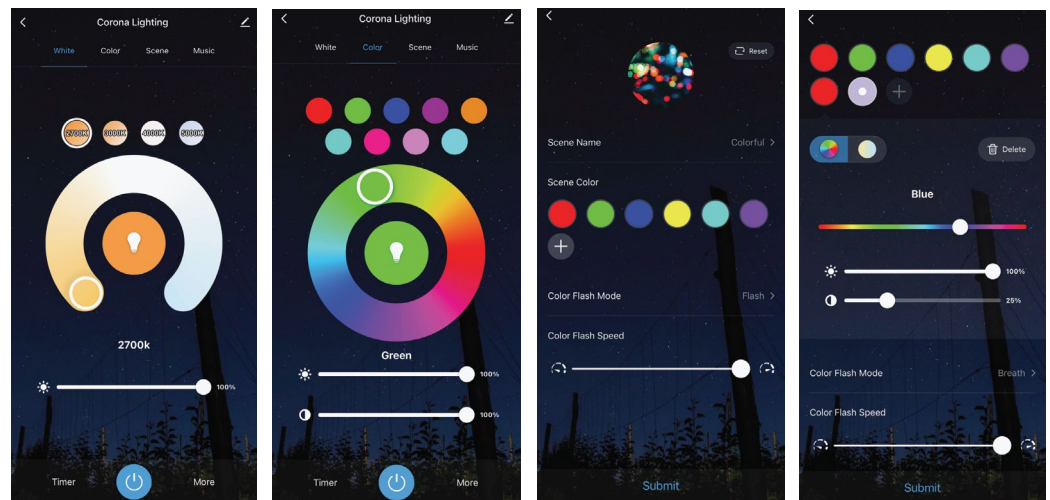 Corona Lighting
White Color Scene Music
2700K 3000K 4000K 5000K
2700k
100%
Timer More
Corona Lighting
White Color Scene Music
Green
100%
100%
Timer More
Reset
Scene Name Colorful
Scene Color
Color Flash Mode Flash
Color Flash Speed
Submit
Delete
Blue
100%
25%
Color Flash Mode Breath
Color Flash Speed
Submit